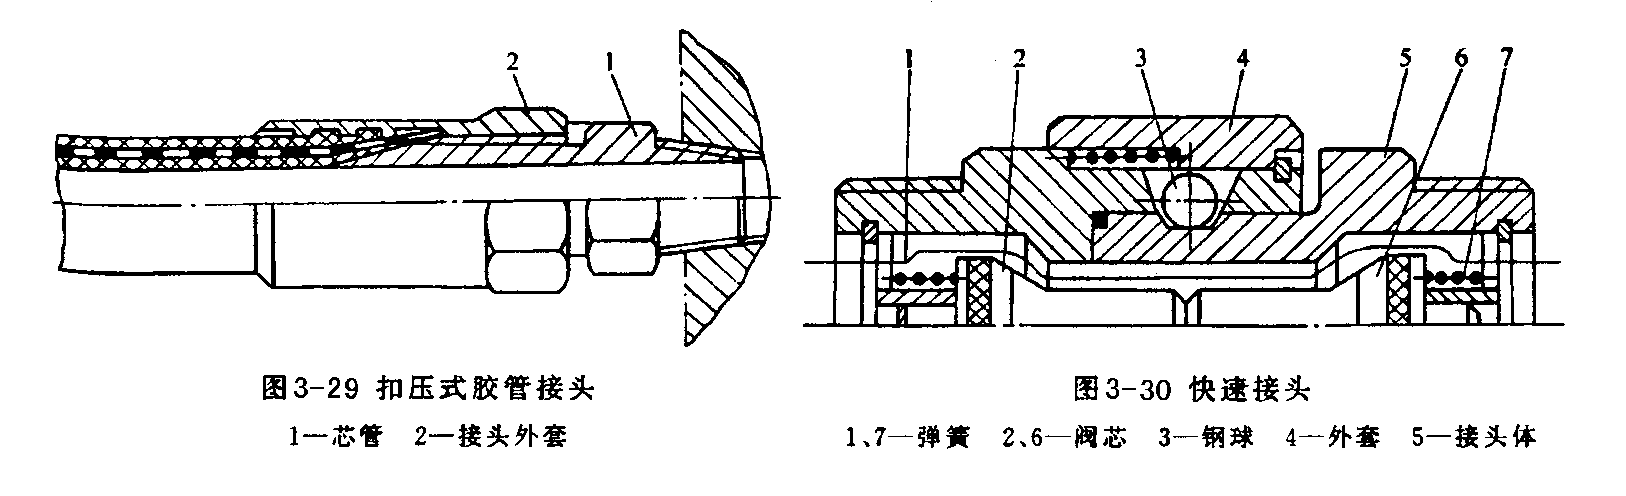 2 1
1 2 3 4 5 6 7
图3-29 扣压式胶管接头
1—芯管 2—接头外套
图3-30 快速接头
1、7—弹簧 2、6—阀芯 3—钢球 4—外套 5—接头体